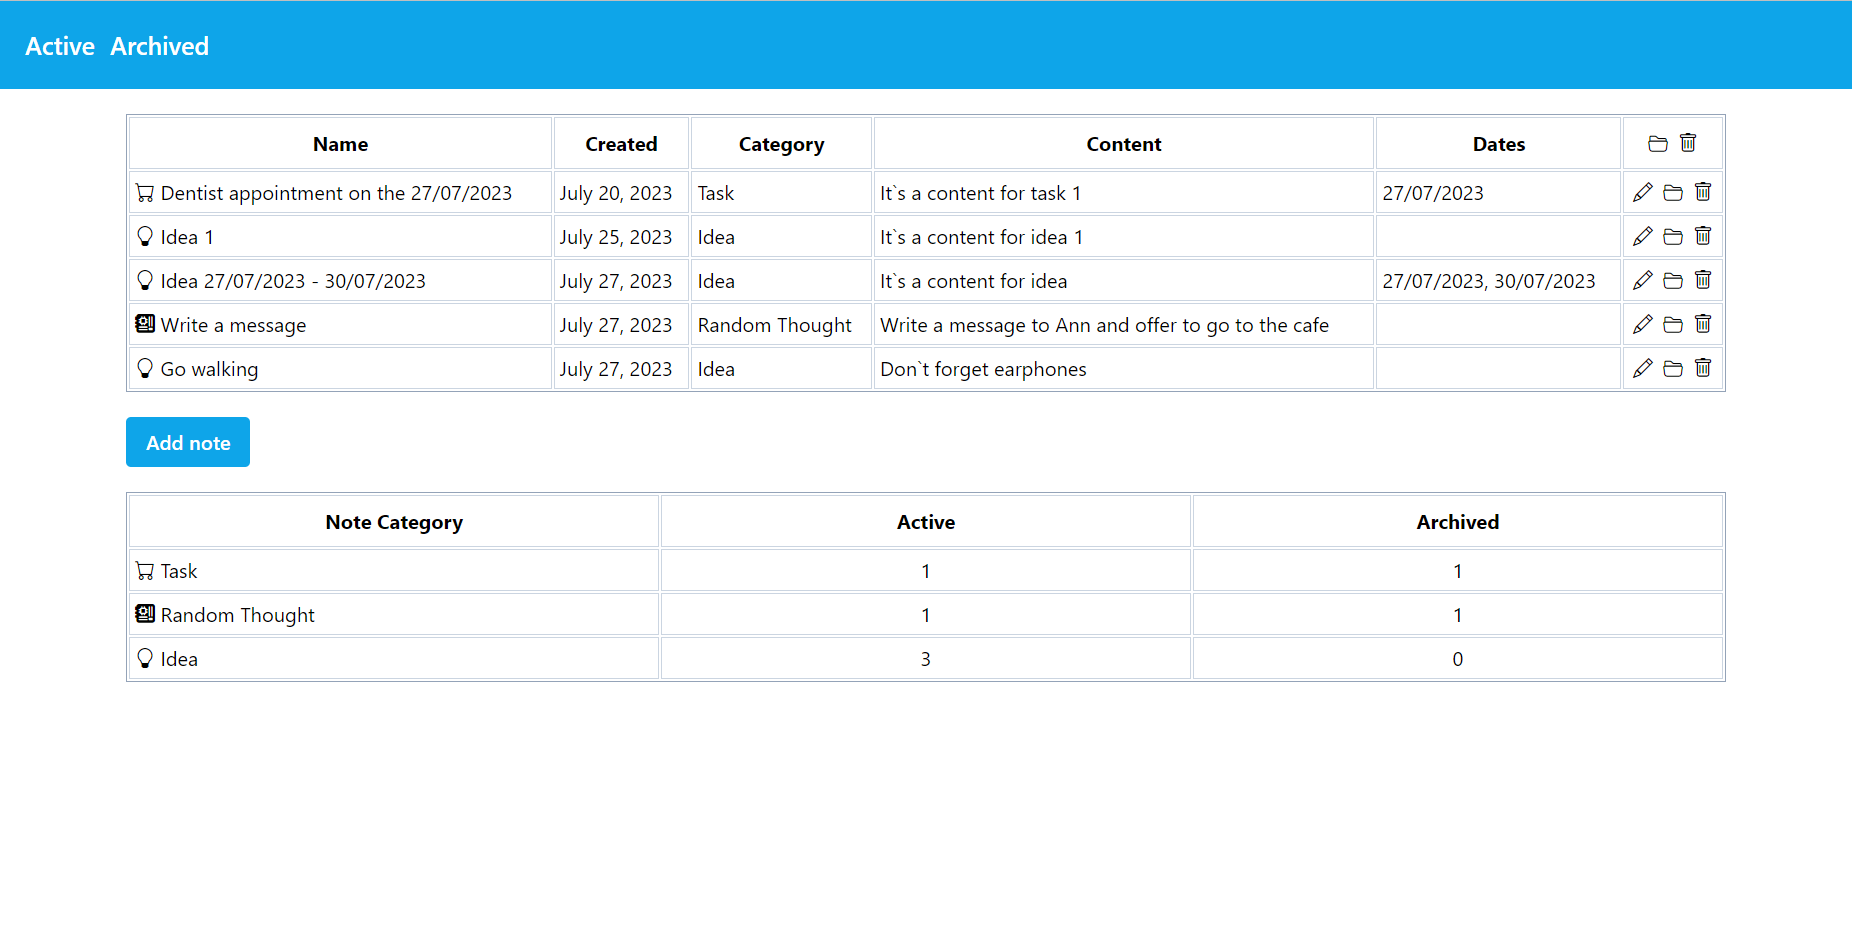 Active Archived
Name Created Category Content Dates
Dentist appointment on the 27/07/2023 July 20, 2023 Task It`s a content for task 1 27/07/2023
Idea 1 July 25, 2023 Idea It`s a content for idea 1
Idea 27/07/2023 - 30/07/2023 July 27, 2023 Idea It`s a content for idea 27/07/2023, 30/07/2023
Write a message July 27, 2023 Random Thought Write a message to Ann and offer to go to the cafe
Go walking July 27, 2023 Idea Don`t forget earphones
Add note
Note Category Active Archived
Task 1 1
Random Thought 1 1
Idea 3 0